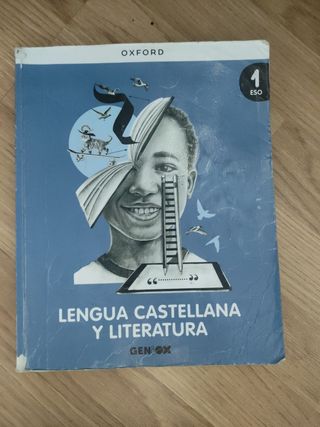 OXFORD
1
ESO
LENGUA CASTELLANA
Y LITERATURA
GENiOX